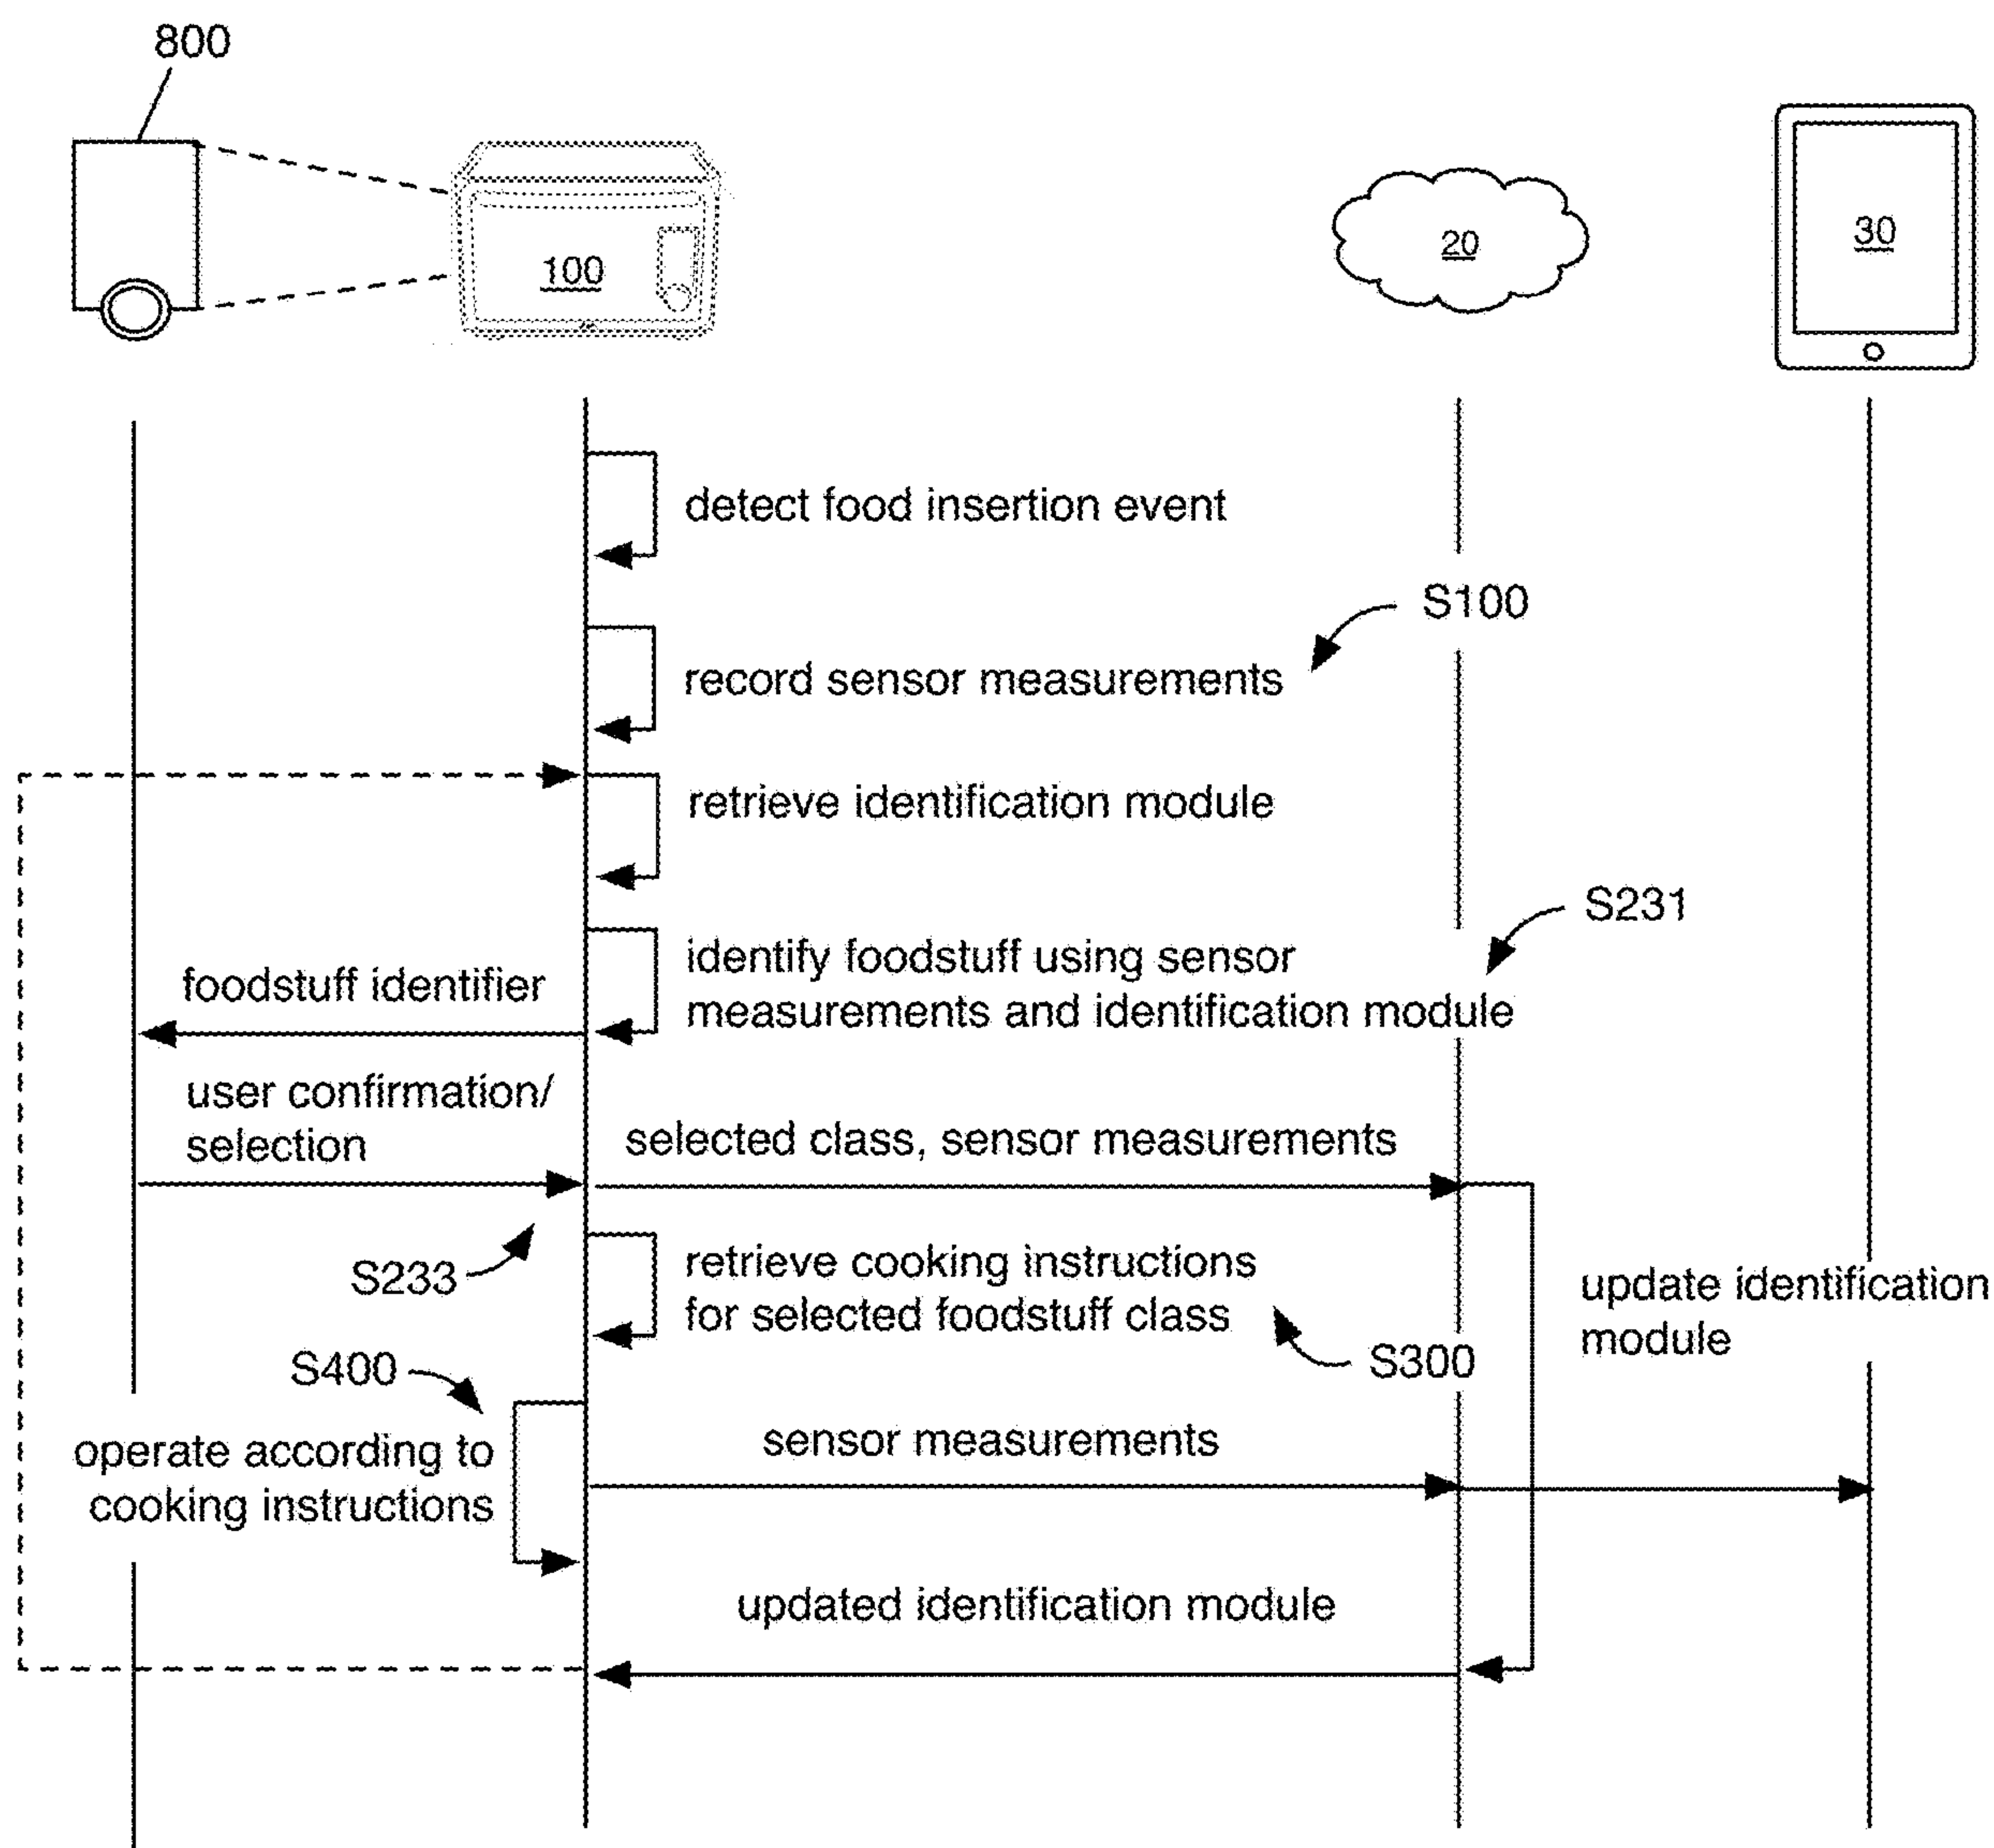 800
100
20
30
detect food insertion event
S100
record sensor measurements
retrieve identification module
S231
identify foodstuff using sensor
measurements and identification module
foodstuff identifier
user confirmation/
selection
selected class, sensor measurements
S233
retrieve cooking instructions
for selected foodstuff class
update identification
module
S300
S400
operate according to
cooking instructions
sensor measurements
updated identification module